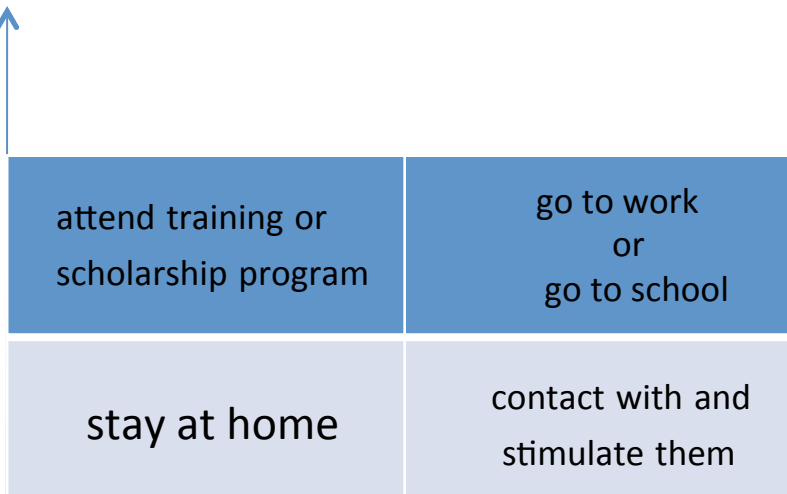 attend training or
scholarship program
go to work
or
go to school
stay at home
contact with and
stimulate them